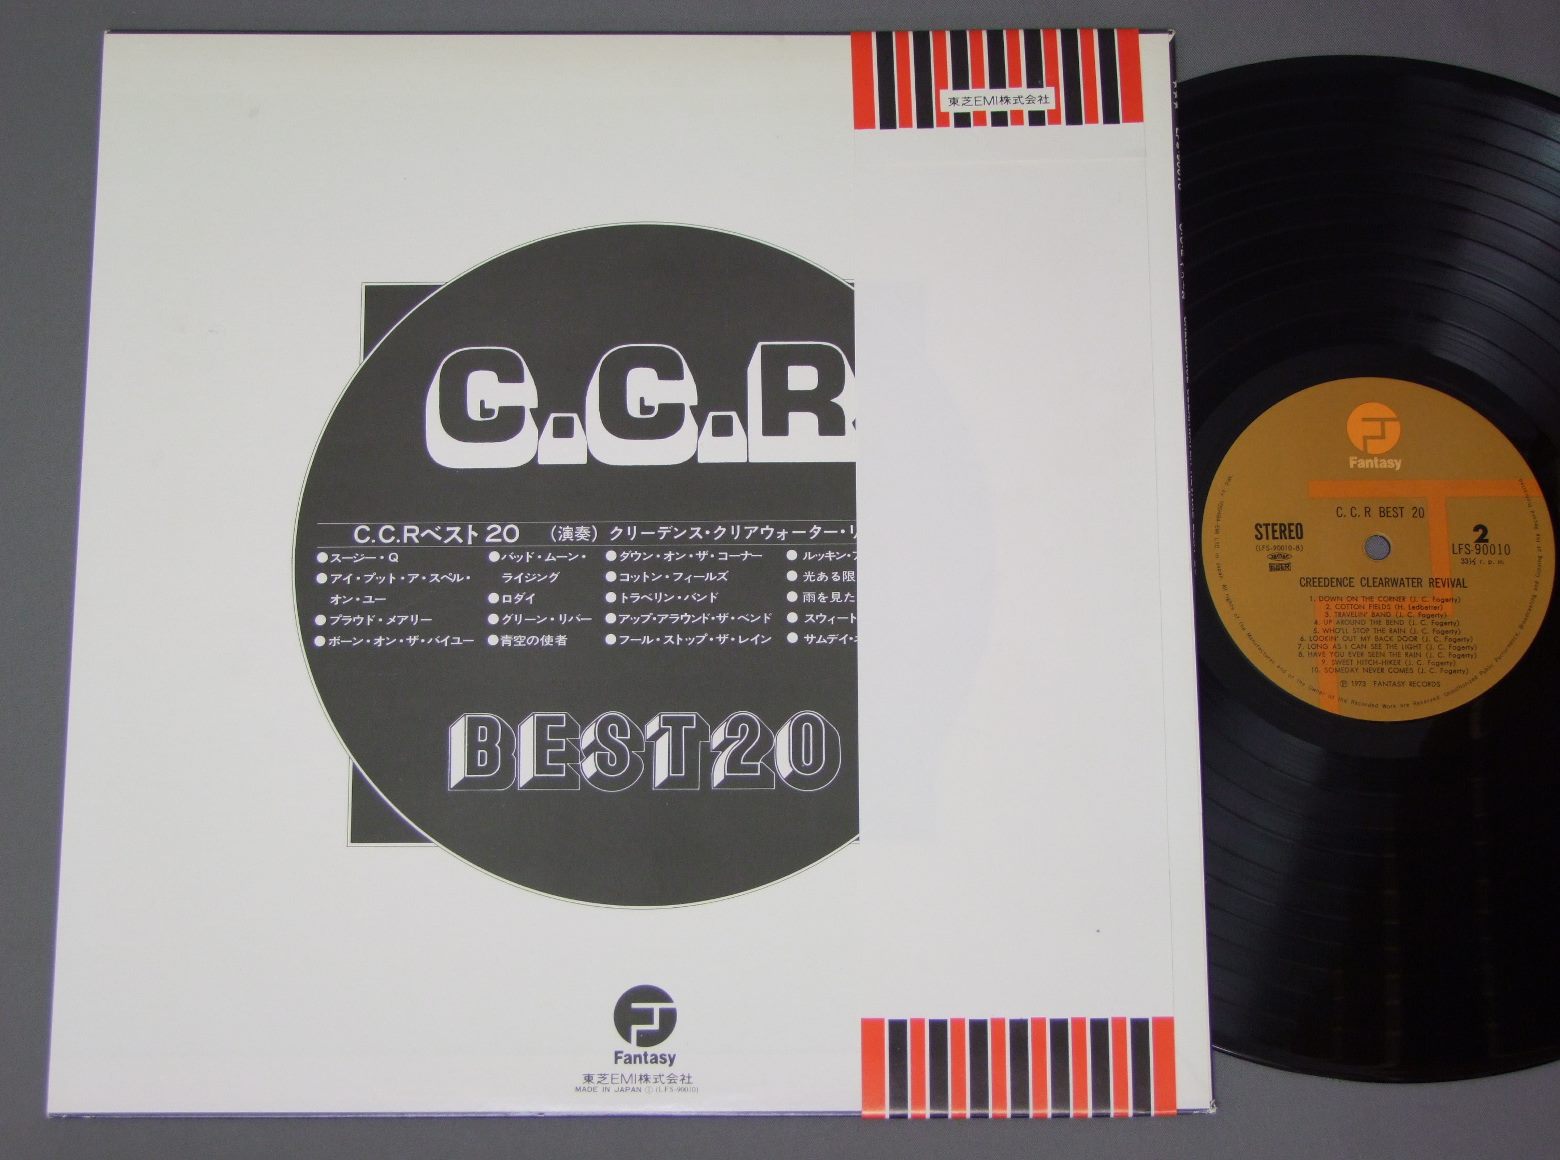 東芝EMI株式会社
C.C.R
C.C.Rベスト20 (演奏) クリーデンス・クリアウォーター・リ
●スージー・Q
●アイ・プット・ア・スペル・
オン・ユー
●プラウド・メアリー
●ボーン・オン・ザ・バイユー
●バッド・ムーン・
ライジング
●ロダイ
●グリーン・リバー
●青空の使者
●ダウン・オン・ザ・コーナー
●コットン・フィールズ
●トラベリン・バンド
●アップ・アラウンド・ザ・ベンド
●フール・ストップ・ザ・レイン
●ルッキン・
●光ある限
●雨を見た
●スウィート
●サムデイ・
BEST20
Fantasy
東芝EMI株式会社
MADE IN JAPAN (LFS-90010)
Fantasy
C. C. R BEST 20
STEREO
(LFS-90010-B)
2
LFS-90010
33⅓ r. p. m.
CREEDENCE CLEARWATER REVIVAL
1. DOWN ON THE CORNER (J. C. Fogerty)
2. COTTON FIELDS (H. Ledbetter)
3. TRAVELIN' BAND (J. C. Fogerty)
4. UP AROUND THE BEND (J. C. Fogerty)
5. WHO'LL STOP THE RAIN (J. C. Fogerty)
6. LOOKIN' OUT MY BACK DOOR (J. C. Fogerty)
7. LONG AS I CAN SEE THE LIGHT (J. C. Fogerty)
8. HAVE YOU EVER SEEN THE RAIN (J. C. Fogerty)
9. SWEET HITCH-HIKER (J. C. Fogerty)
10. SOMEDAY NEVER COMES (J. C. Fogerty)
℗ 1973 FANTASY RECORDS